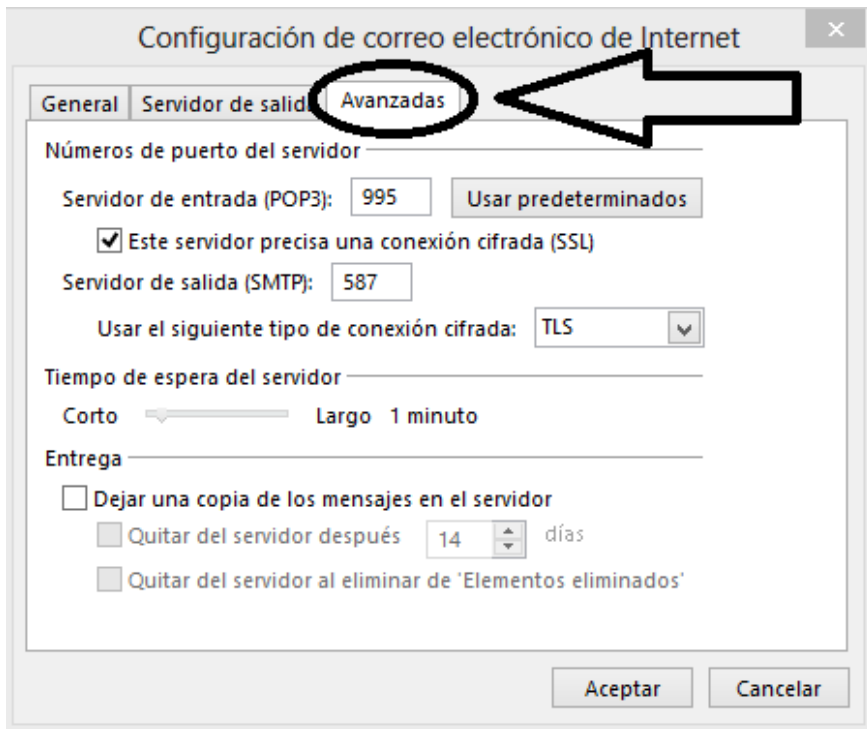 Configuración de correo electrónico de Internet
General Servidor de salid Avanzadas
Números de puerto del servidor
Servidor de entrada (POP3): 995 Usar predeterminados
Este servidor precisa una conexión cifrada (SSL)
Servidor de salida (SMTP): 587
Usar el siguiente tipo de conexión cifrada: TLS
Tiempo de espera del servidor
Corto Largo 1 minuto
Entrega
Dejar una copia de los mensajes en el servidor
Quitar del servidor después 14 días
Quitar del servidor al eliminar de 'Elementos eliminados'
Aceptar Cancelar